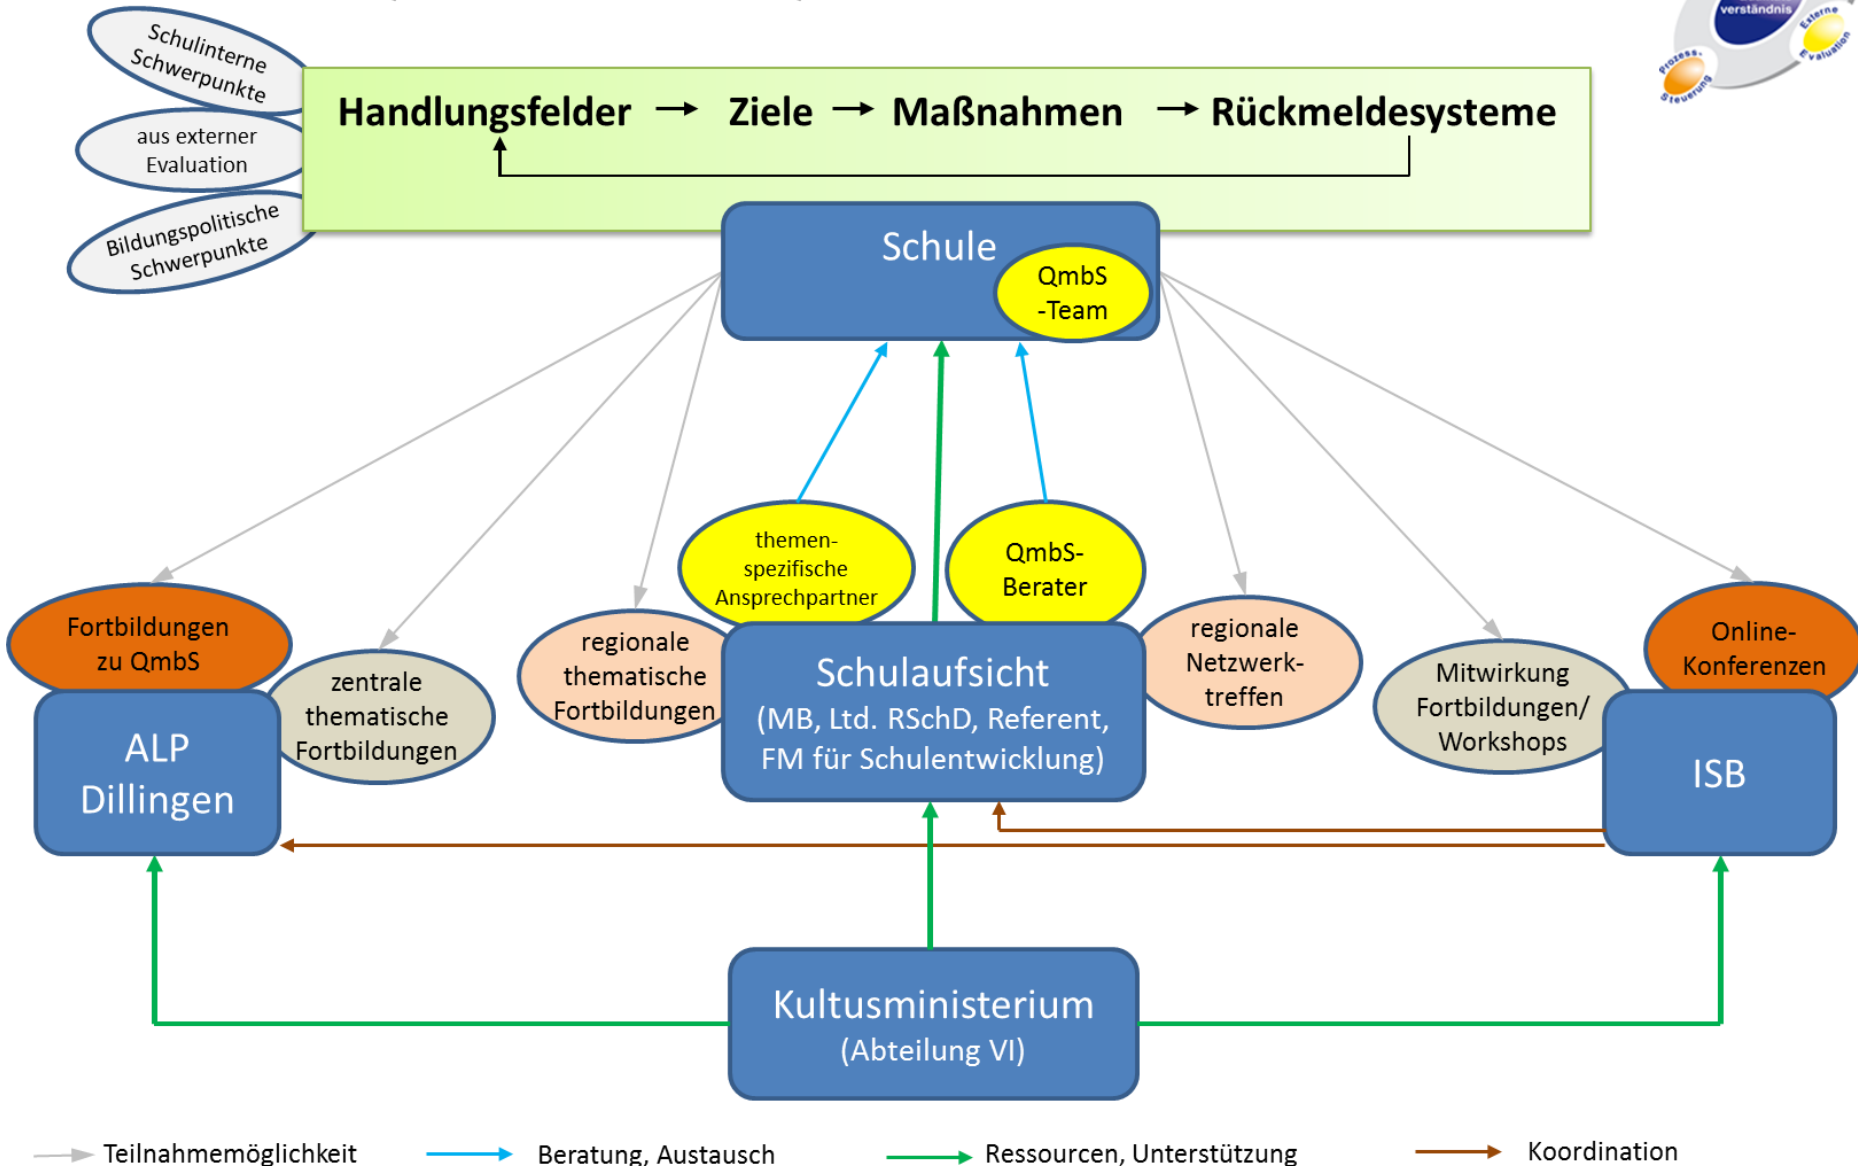 verständnis
Externe
Evaluation
Prozess-
Steuerung
Schulinterne
Schwerpunkte
aus externer
Evaluation
Bildungspolitische
Schwerpunkte
Handlungsfelder → Ziele → Maßnahmen → Rückmeldesysteme
Schule
QmbS
-Team
themen-
spezifische
Ansprechpartner
QmbS-
Berater
Fortbildungen
zu QmbS
zentrale
thematische
Fortbildungen
ALP
Dillingen
regionale
thematische
Fortbildungen
Schulaufsicht
(MB, Ltd. RSchD, Referent,
FM für Schulentwicklung)
regionale
Netzwerk-
treffen
Mitwirkung
Fortbildungen/
Workshops
Online-
Konferenzen
ISB
Kultusministerium
(Abteilung VI)
Teilnahmemöglichkeit
Beratung, Austausch
Ressourcen, Unterstützung
Koordination